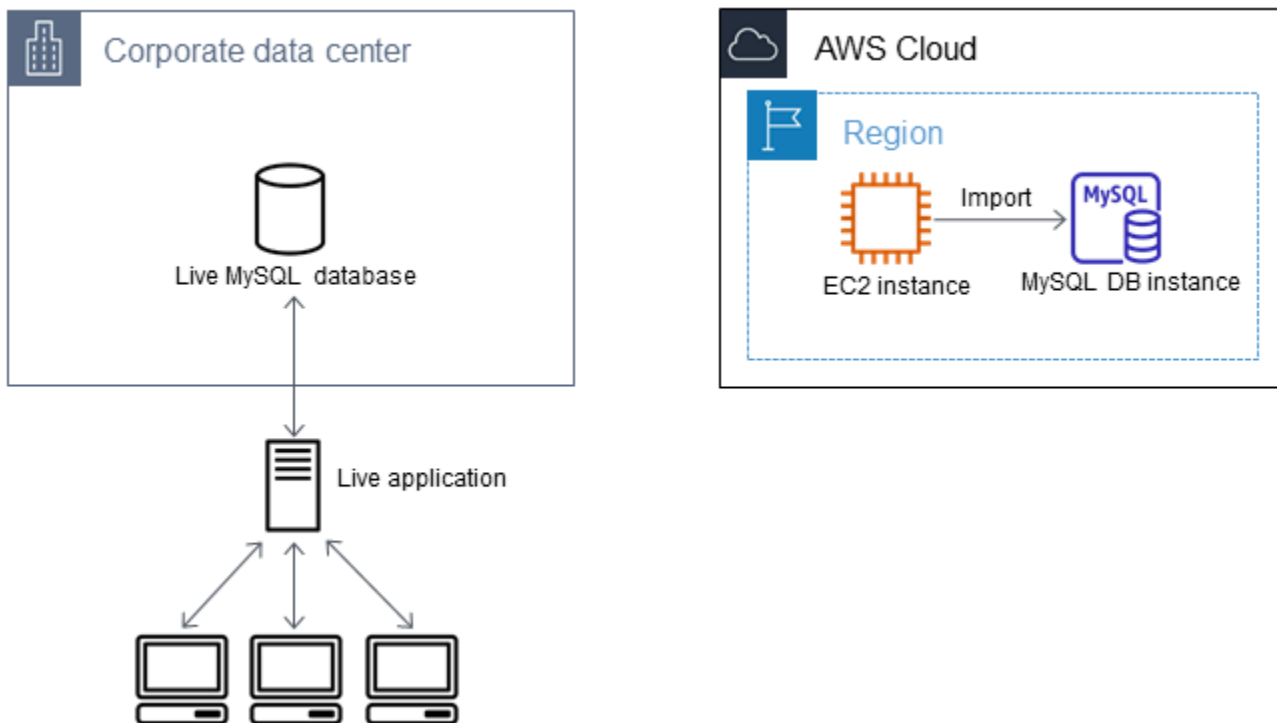 Corporate data center
Live MySQL database
Live application
AWS Cloud
Region
Import
MySQL
EC2 instance
MySQL DB instance